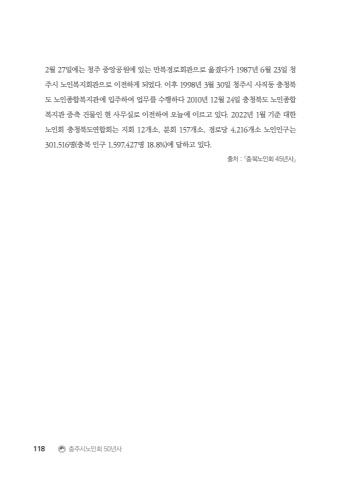 2월 27일에는 청주 중앙공원에 있는 만복경로회관으로 옮겼다가 1987년 6월 23일 청
주시 노인복지회관으로 이전하게 되었다. 이후 1998년 3월 30일 청주시 사직동 충청북
도 노인종합복지관에 입주하여 업무를 수행하다 2010년 12월 24일 충청북도 노인종합
복지관 증축 건물인 현 사무실로 이전하여 오늘에 이르고 있다. 2022년 1월 기준 대한
노인회 충청북도연합회는 지회 12개소, 분회 157개소, 경로당 4,216개소 노인인구는
301,516명(충북 인구 1,597,427명 18.8%)에 달하고 있다.
출처 : 「충북노인회 45년사」
118 충주시노인회 50년사